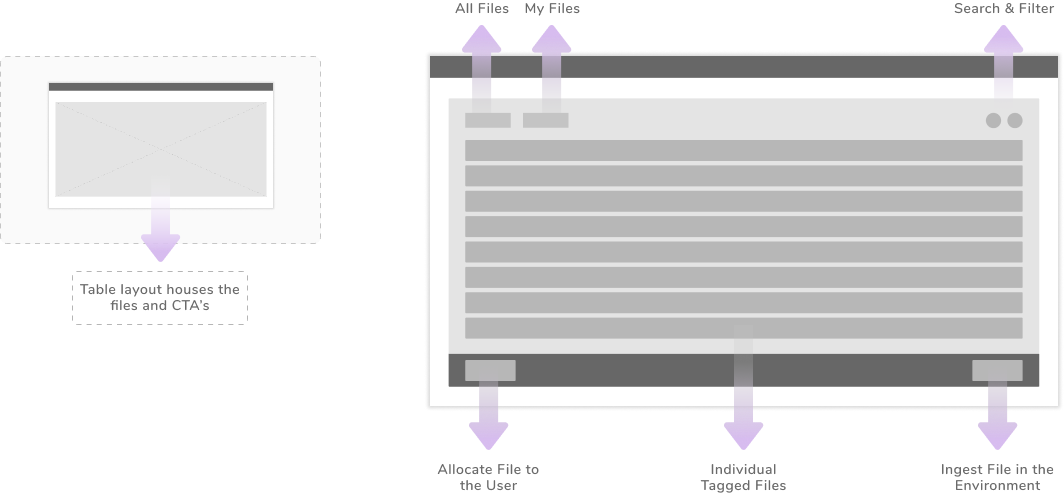 All Files
My Files
Search & Filter
Table layout houses the
files and CTA's
Allocate File to
the User
Individual
Tagged Files
Ingest File in the
Environment